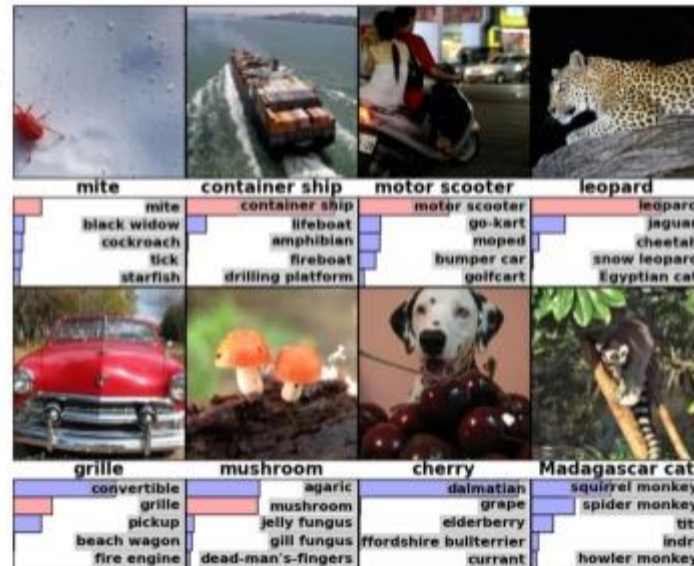 mite
container ship
motor scooter
leopard
mite
black widow
cockroach
tick
starfish
container ship
lifeboat
amphibian
fireboat
drilling platform
motor scooter
go-kart
moped
bumper car
golfcart
leopard
jaguar
cheetah
snow leopard
Egyptian cat
grille
mushroom
cherry
Madagascar cat
convertible
grille
pickup
beach wagon
fire engine
agaric
mushroom
jelly fungus
gill fungus
dead-man's-fingers
dalmatian
grape
elderberry
ffordshire bullterrier
currant
squirrel monkey
spider monkey
titi
indri
howler monkey